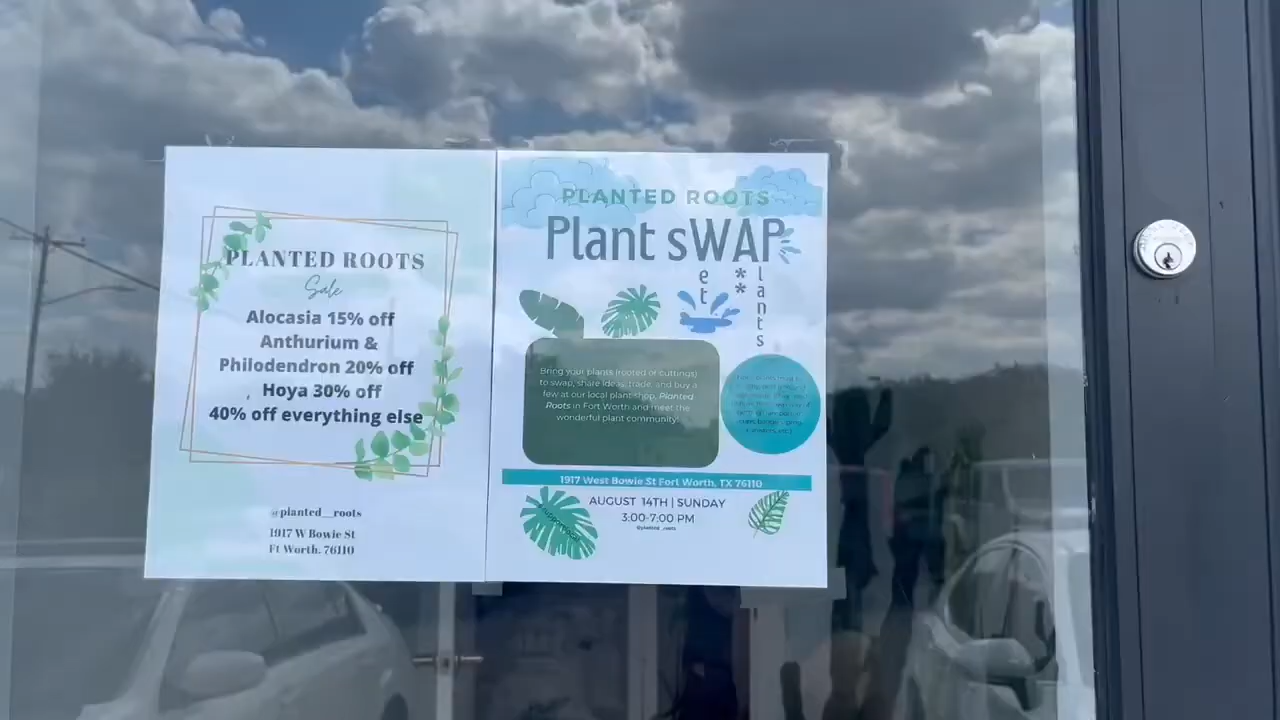 PLANTED ROOTS
Sale
Alocasia 15% off
Anthurium &
Philodendron 20% off
Hoya 30% off
40% off everything else
@planted__roots
1917 W Bowie St
Ft Worth, 76110
PLANTED ROOTS
Plant sWAP
et
**
lants
Bring your plants (rooted or cuttings)
to swap, share ideas, trade, and buy a
few at our local plant shop, Planted
Roots in Fort Worth and meet the
wonderful plant community!
1917 West Bowie St Fort Worth, TX 76110
AUGUST 14TH | SUNDAY
3:00-7:00 PM
@planted__roots